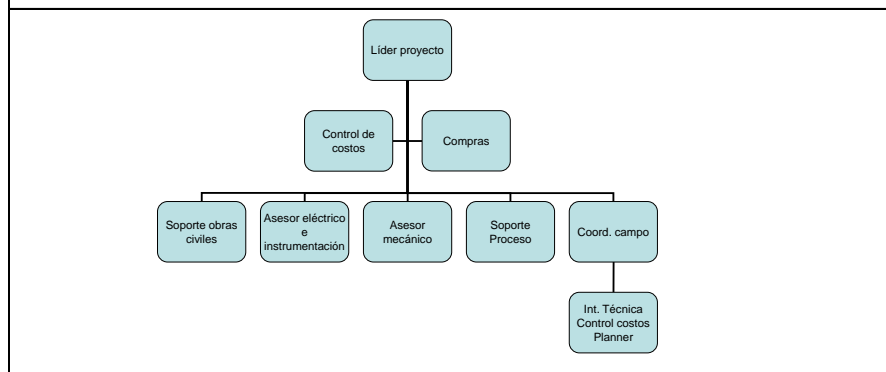 Líder proyecto
Control de
costos
Compras
Soporte obras
civiles
Asesor eléctrico
e
instrumentación
Asesor
mecánico
Soporte
Proceso
Coord. campo
Int. Técnica
Control costos
Planner